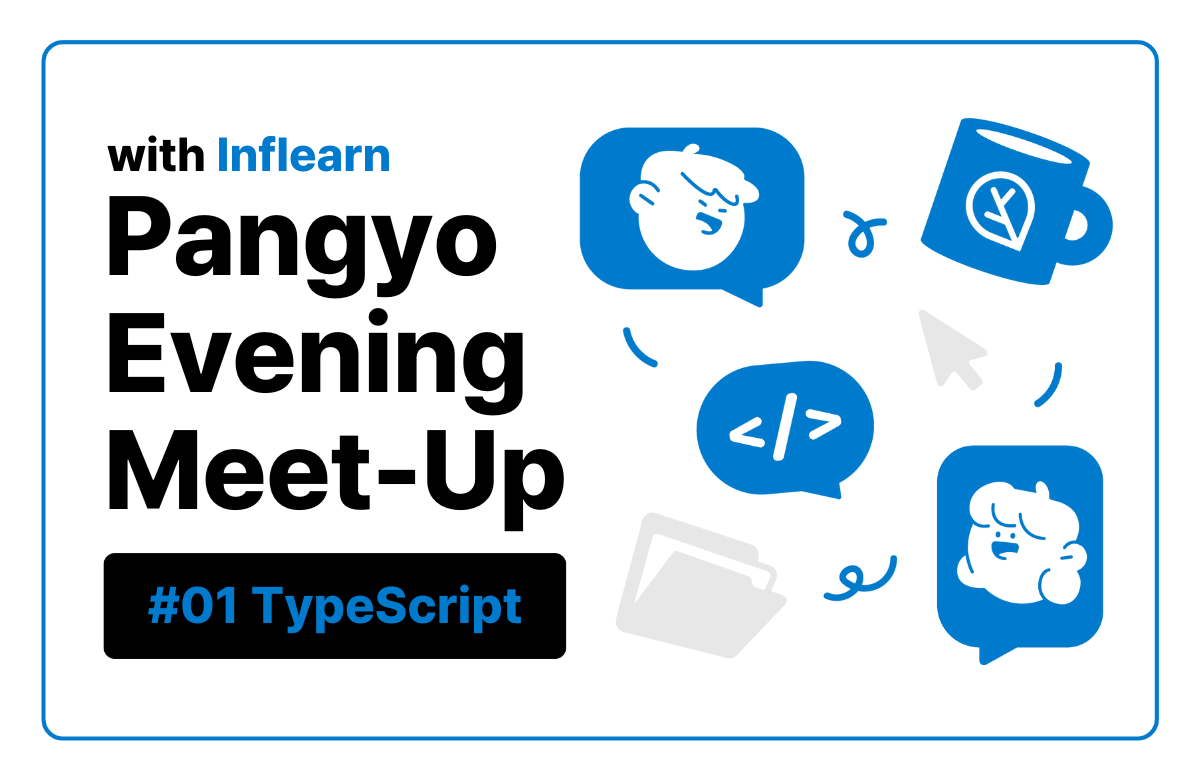 with Inflearn
Pangyo
Evening
Meet-Up
#01 TypeScript
</>